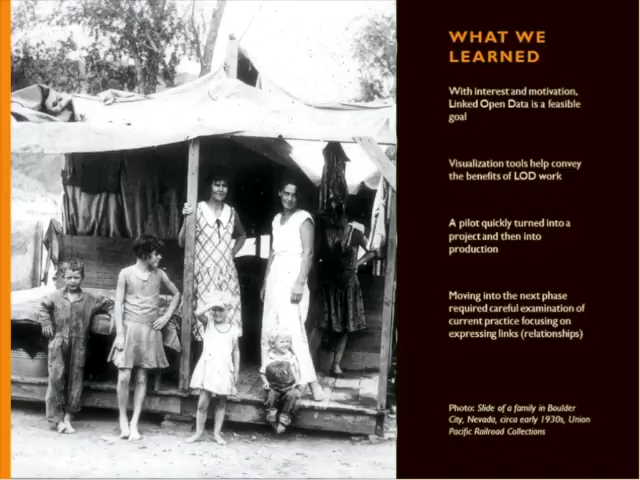 WHAT WE
LEARNED
With interest and motivation,
Linked Open Data is a feasible
goal
Visualization tools help convey
the benefits of LOD work
A pilot quickly turned into a
project and then into
production
Moving into the next phase
required careful examination of
current practice focusing on
expressing links (relationships)
Photo: Slide of a family in Boulder
City, Nevada, circa early 1930s, Union
Pacific Railroad Collections